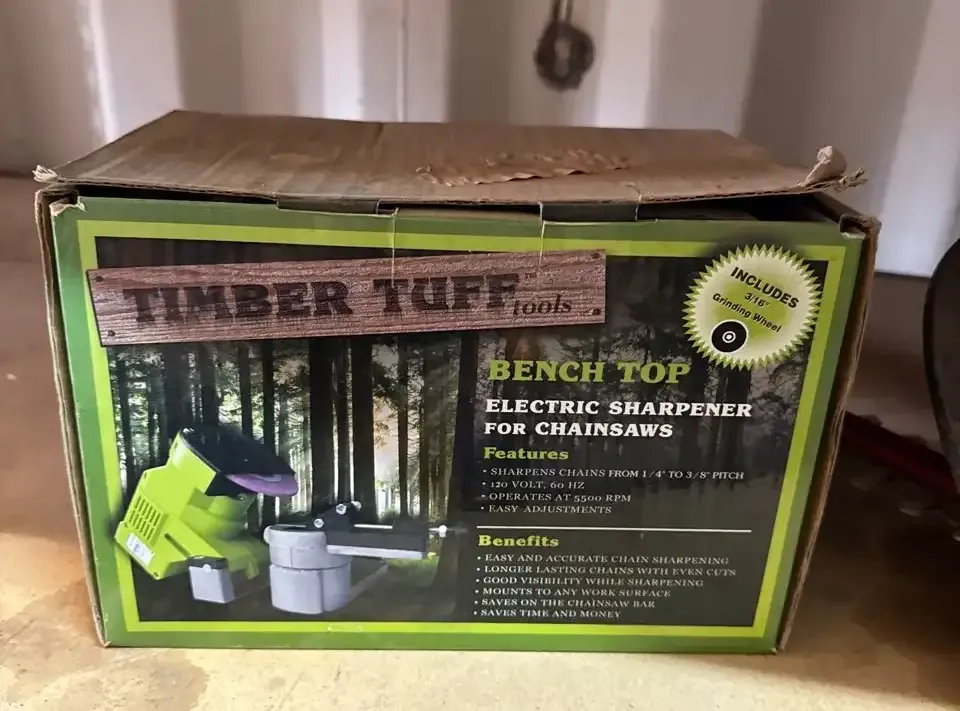 TIMBER TUFF™
tools
INCLUDES
3/16"
Grinding Wheel
BENCH TOP
ELECTRIC SHARPENER
FOR CHAINSAWS
Features
• SHARPENS CHAINS FROM 1/4" TO 3/8" PITCH
• 120 VOLT, 60 HZ
• OPERATES AT 5500 RPM
• EASY ADJUSTMENTS
Benefits
• EASY AND ACCURATE CHAIN SHARPENING
• LONGER LASTING CHAINS WITH EVEN CUTS
• GOOD VISIBILITY WHILE SHARPENING
• MOUNTS TO ANY WORK SURFACE
• SAVES ON THE CHAINSAW BAR
• SAVES TIME AND MONEY